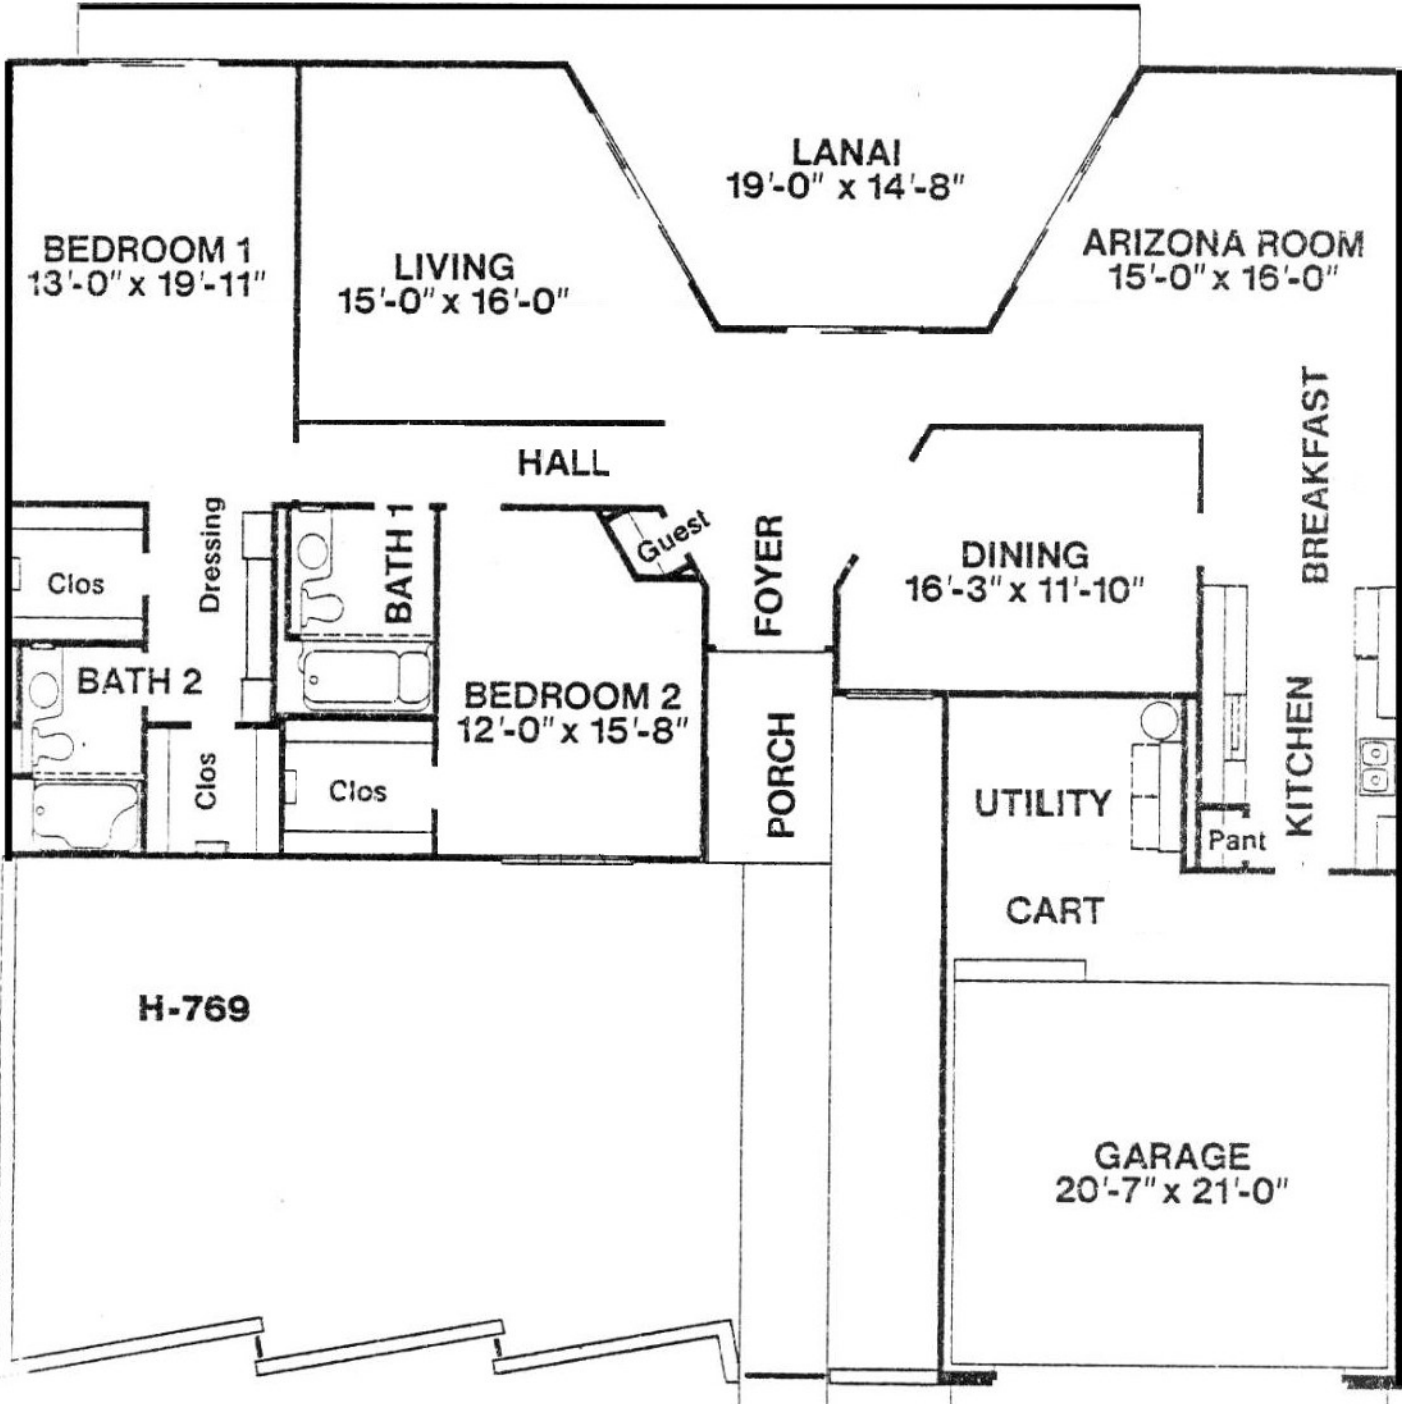 LANAI
19'-0" x 14'-8"
BEDROOM 1
13'-0" x 19'-11"
LIVING
15'-0" x 16'-0"
ARIZONA ROOM
15'-0" x 16'-0"
BREAKFAST
HALL
Dressing
BATH 1
Guest
FOYER
DINING
16'-3" x 11'-10"
Clos
BATH 2
BEDROOM 2
12'-0" x 15'-8"
PORCH
KITCHEN
Clos
Clos
UTILITY
Pant
CART
H-769
GARAGE
20'-7" x 21'-0"